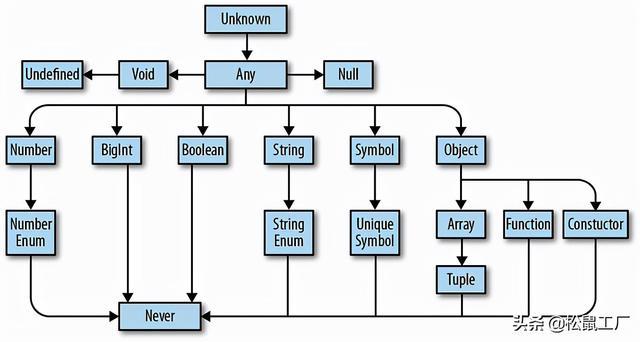 Unknown
Undefined
Void
Any
Null
Number
BigInt
Boolean
String
Symbol
Object
Number
Enum
String
Enum
Unique
Symbol
Array
Function
Constuctor
Tuple
Never
头条 @松鼠工厂